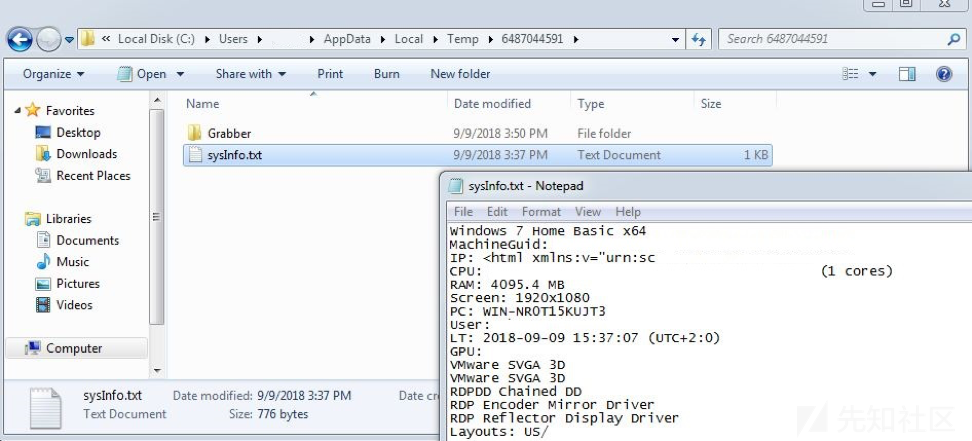 « Local Disk (C:) ▸ Users ▸ ▸ AppData ▸ Local ▸ Temp ▸ 6487044591 ▸
Search 6487044591
Organize Open Share with Print Burn New folder
Favorites
Desktop
Downloads
Recent Places
Libraries
Documents
Music
Pictures
Videos
Computer
Name Date modified Type Size
Grabber 9/9/2018 3:50 PM File folder
sysInfo.txt 9/9/2018 3:37 PM Text Document 1 KB
sysInfo.txt - Notepad
File Edit Format View Help
Windows 7 Home Basic x64
MachineGuid:
IP: <html xmlns:v="urn:sc
CPU: (1 cores)
RAM: 4095.4 MB
Screen: 1920x1080
PC: WIN-NR0T15KUJT3
User:
LT: 2018-09-09 15:37:07 (UTC+2:0)
GPU:
VMware SVGA 3D
VMware SVGA 3D
RDPDD Chained DD
RDP Encoder Mirror Driver
RDP Reflector Display Driver
Layouts: US/
sysInfo.txt Date modified: 9/9/2018 3:37 PM Date cr
Text Document Size: 776 bytes
先知社区